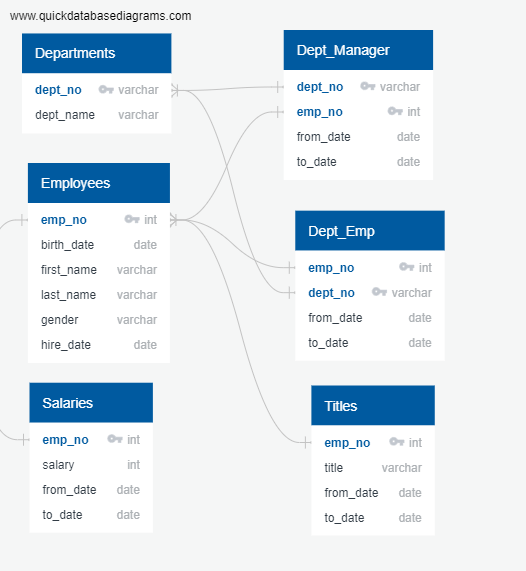 www.quickdatabasediagrams.com
Departments
dept_no varchar
dept_name varchar
Dept_Manager
dept_no varchar
emp_no int
from_date date
to_date date
Employees
emp_no int
birth_date date
first_name varchar
last_name varchar
gender varchar
hire_date date
Dept_Emp
emp_no int
dept_no varchar
from_date date
to_date date
Salaries
emp_no int
salary int
from_date date
to_date date
Titles
emp_no int
title varchar
from_date date
to_date date